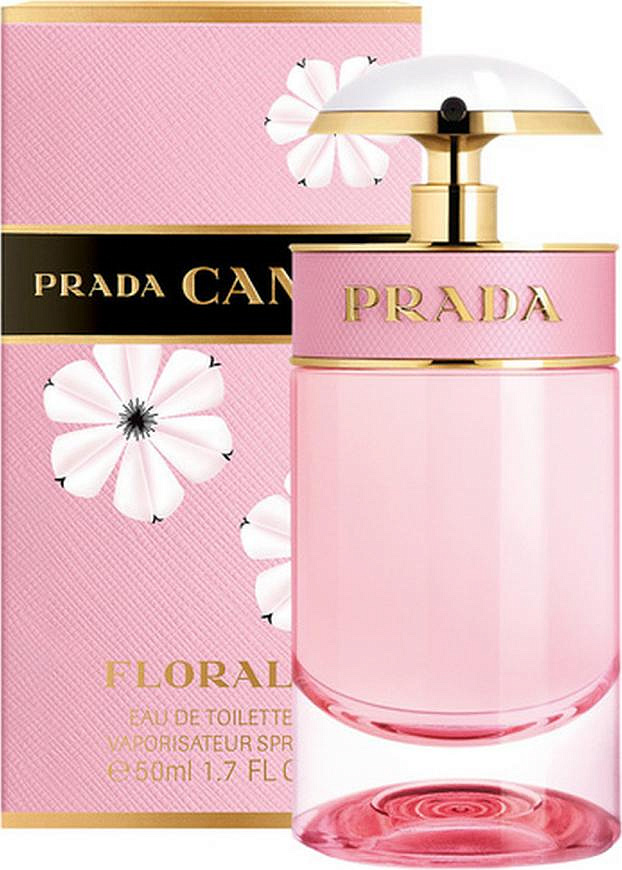 PRADA CAN
PRADA
FLORAL
EAU DE TOILETTE
VAPORISATEUR SPR
℮50ml 1.7 FL